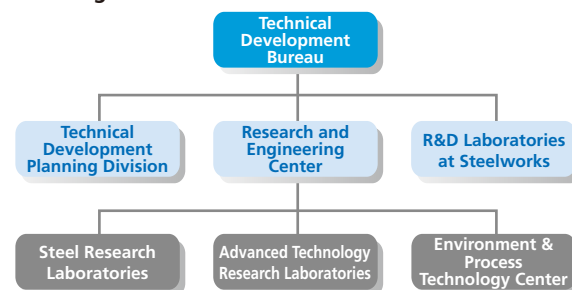 Technical
Development
Bureau
Technical
Development
Planning Division
Research and
Engineering
Center
R&D Laboratories
at Steelworks
Steel Research
Laboratories
Advanced Technology
Research Laboratories
Environment &
Process
Technology Center